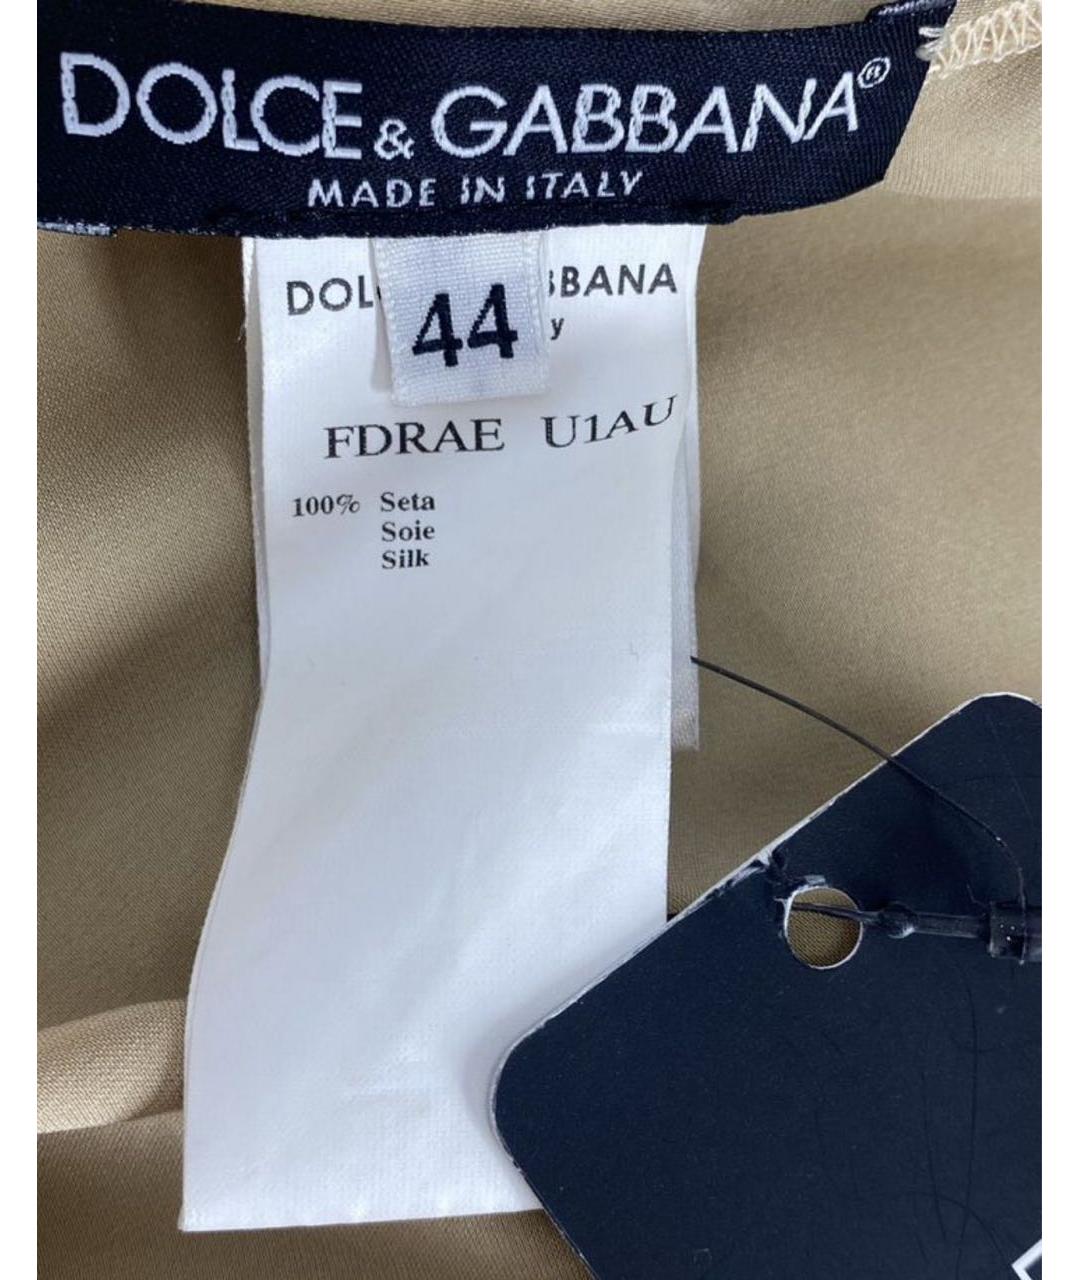 DOLCE & GABBANA®
MADE IN ITALY
44
FDRAE U1AU
100% Seta
Soie
Silk